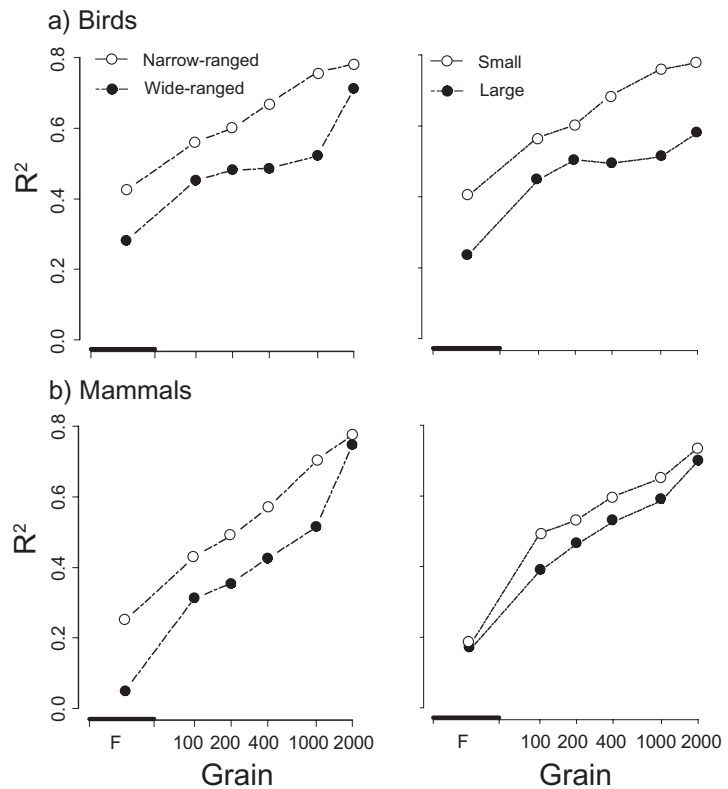 a) Birds
Narrow-ranged
Wide-ranged
Small
Large
R²
0.8
0.6
0.4
0.2
0.0
b) Mammals
R²
0.8
0.6
0.4
0.2
0.0
F 100 200 400 1000 2000
F 100 200 400 1000 2000
Grain
Grain